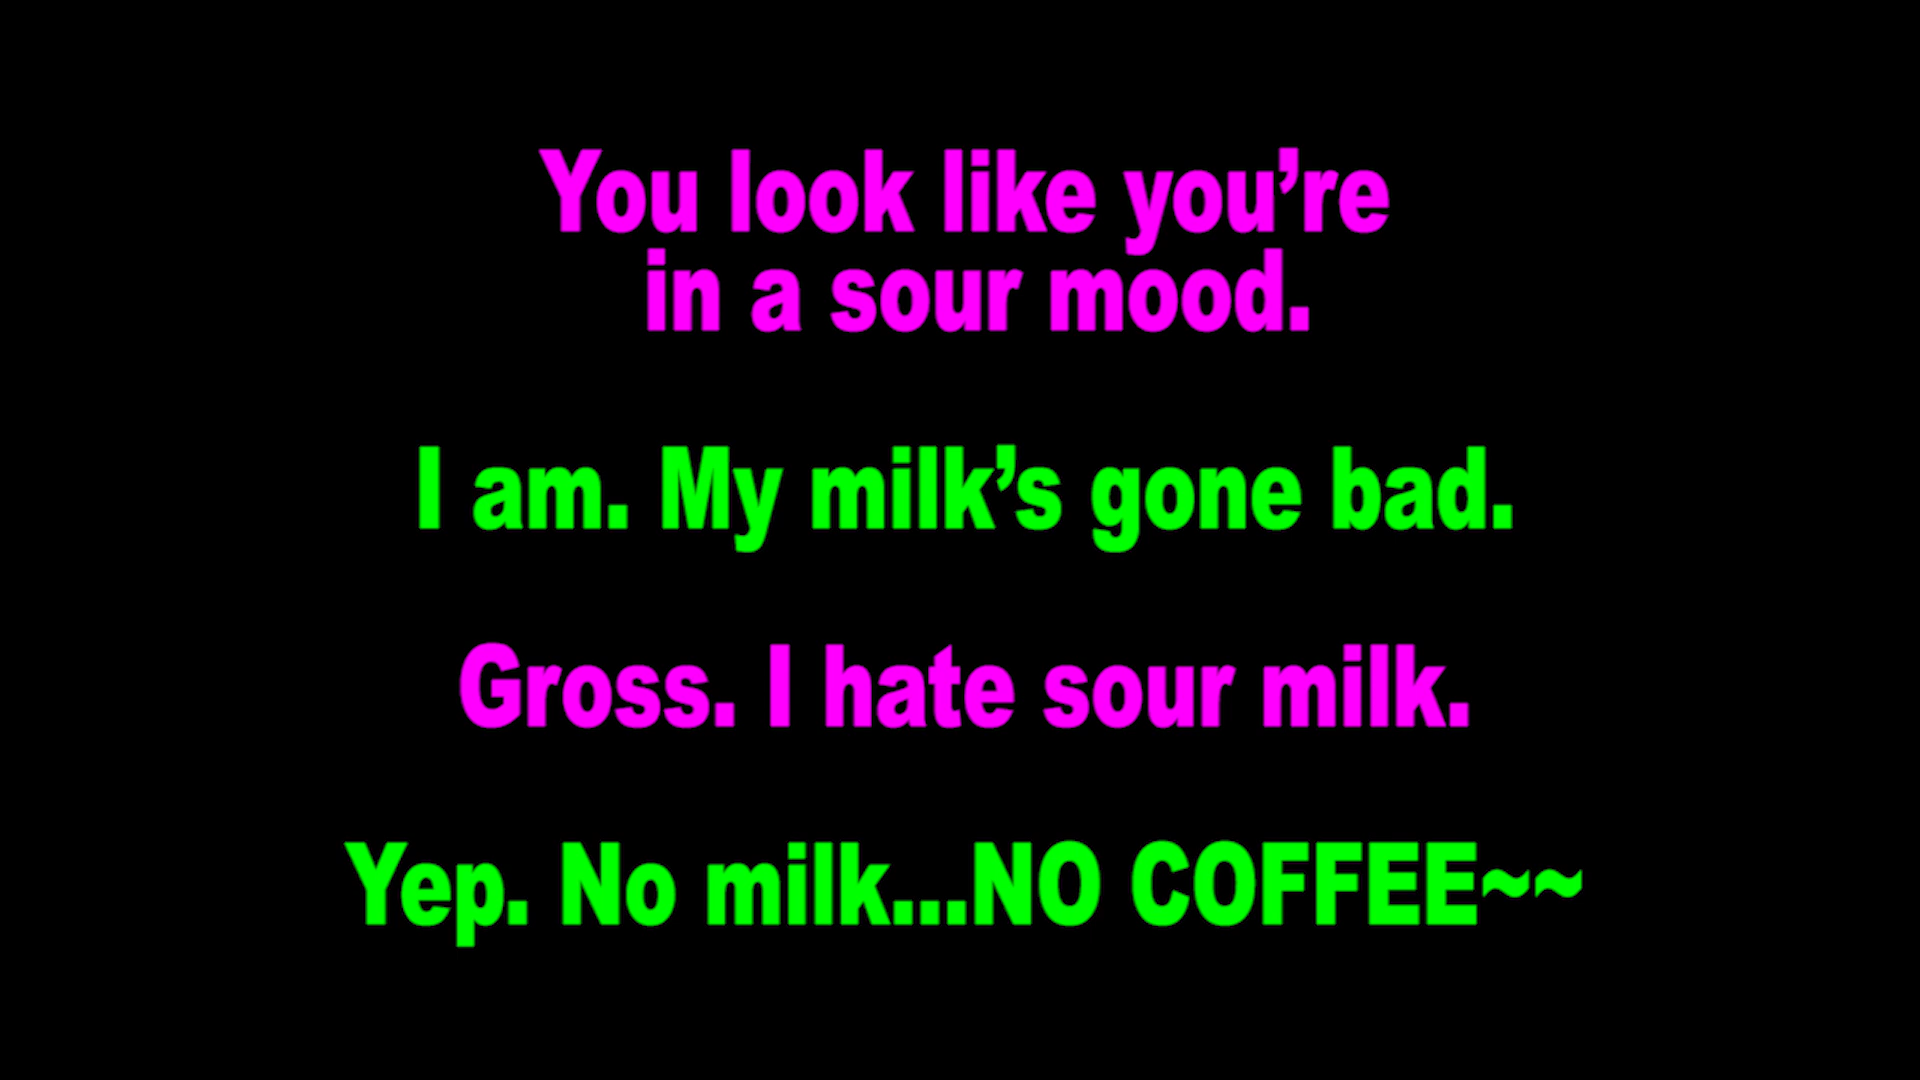 You look like you’re
in a sour mood.
I am. My milk’s gone bad.
Gross. I hate sour milk.
Yep. No milk...NO COFFEE~~